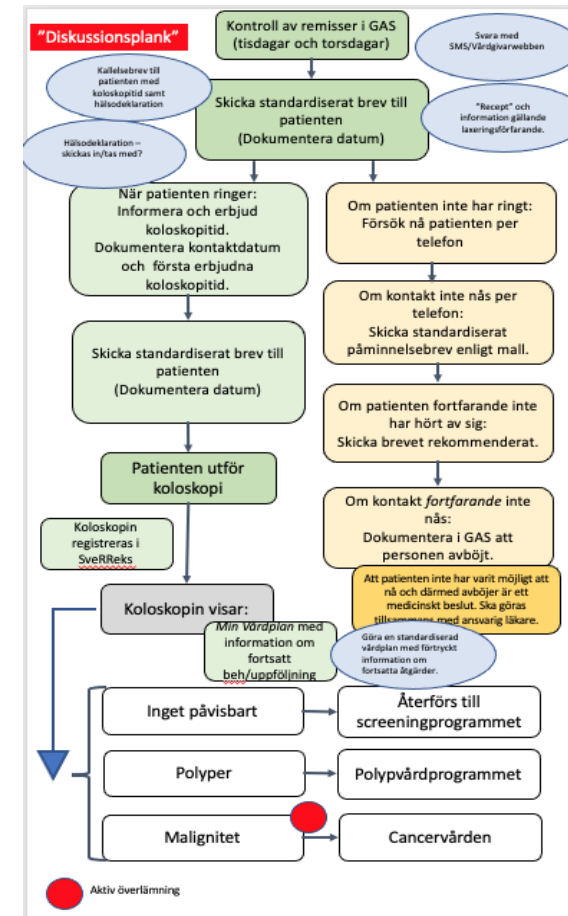 "Diskussionsplank"
Kontroll av remisser i GAS
(tisdagar och torsdagar)
Svara med
SMS/Vårdgivarwebben
Kallelsebrev till
patienten med
koloskopitid samt
hälsodeklaration
Skicka standardiserat brev till
patienten
(Dokumentera datum)
"Recept" och
information gällande
laxeringsförfarande.
Hälsodeklaration –
skickas in/tas med?
När patienten ringer:
Informera och erbjud
koloskopitid.
Dokumentera kontaktdatum
och första erbjudna
koloskopitid.
Om patienten inte har ringt:
Försök nå patienten per
telefon
Om kontakt inte nås per
telefon:
Skicka standardiserat
påminnelsebrev enligt mall.
Skicka standardiserat brev till
patienten
(Dokumentera datum)
Om patienten fortfarande inte
har hört av sig:
Skicka brevet rekommenderat.
Patienten utför
koloskopi
Om kontakt fortfarande inte
nås:
Dokumentera i GAS att
personen avböjt.
Koloskopin
registreras i
SveRReks
Att patienten inte har varit möjligt att
nå och därmed avböjer är ett
medicinskt beslut. Ska göras
tillsammans med ansvarig läkare.
Koloskopin visar:
Min Vårdplan med
information om
fortsatt
beh/uppföljning
Göra en standardiserad
vårdplan med förtryckt
information om
fortsatta åtgärder.
Inget påvisbart
Återförs till
screeningprogrammet
Polyper
Polypvårdprogrammet
Malignitet
Cancervården
Aktiv överlämning